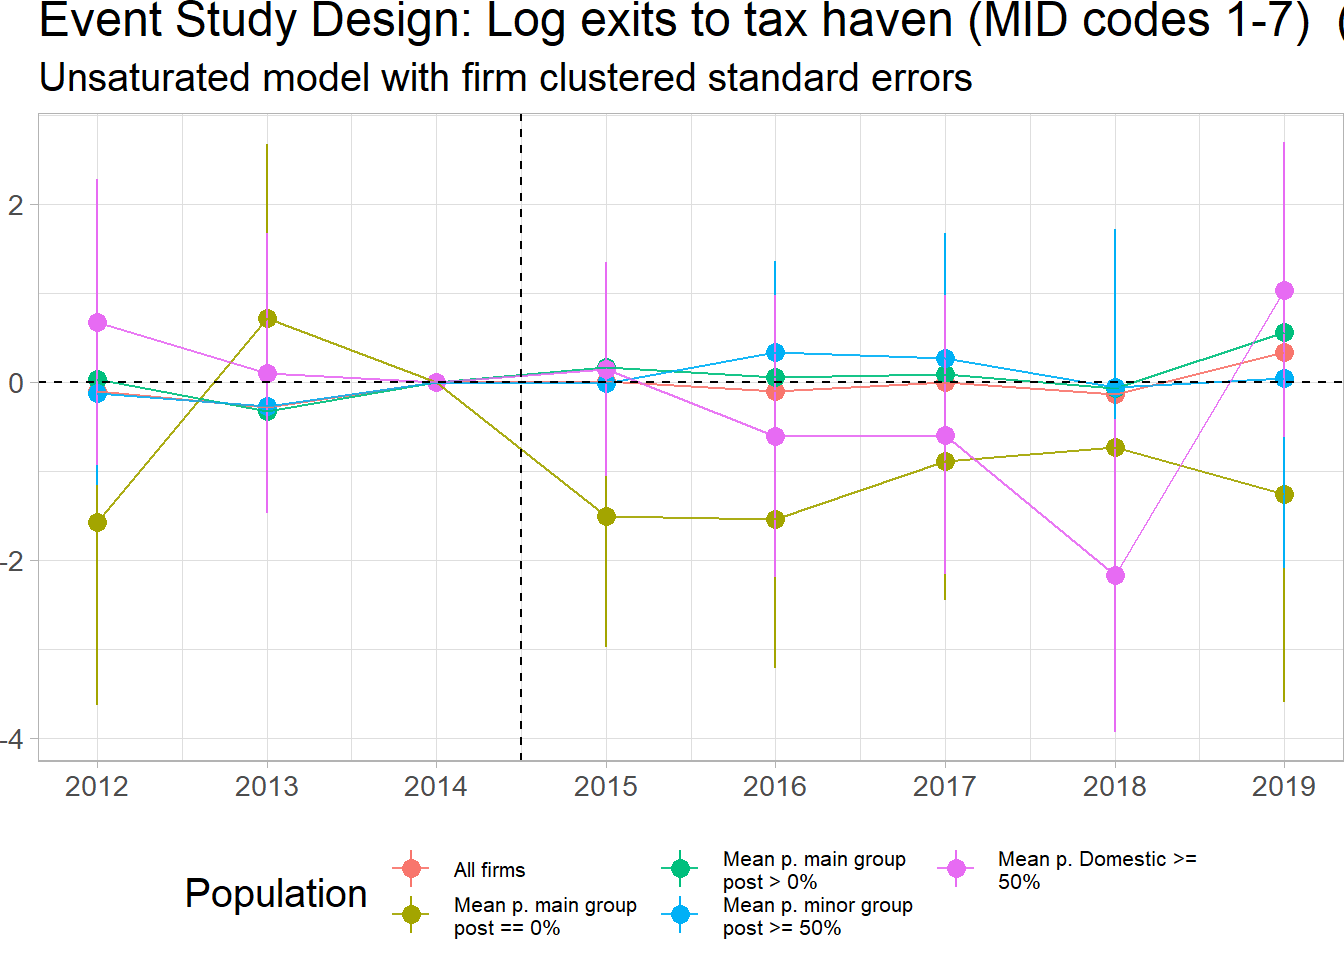 Event Study Design: Log exits to tax haven (MID codes 1-7) (
Unsaturated model with firm clustered standard errors
2
0
-2
-4
2012 2013 2014 2015 2016 2017 2018 2019
Population
All firms
Mean p. main group
post == 0%
Mean p. main group
post > 0%
Mean p. minor group
post >= 50%
Mean p. Domestic >=
50%